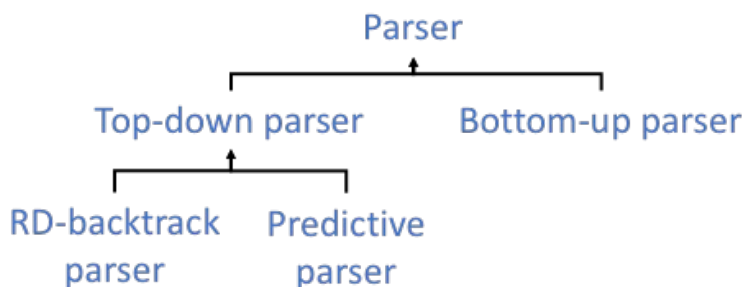 Parser
Top-down parser
Bottom-up parser
RD-backtrack
parser
Predictive
parser